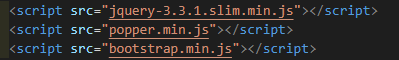 <script src="jquery-3.3.1.slim.min.js"></script>
<script src="popper.min.js"></script>
<script src="bootstrap.min.js"></script>